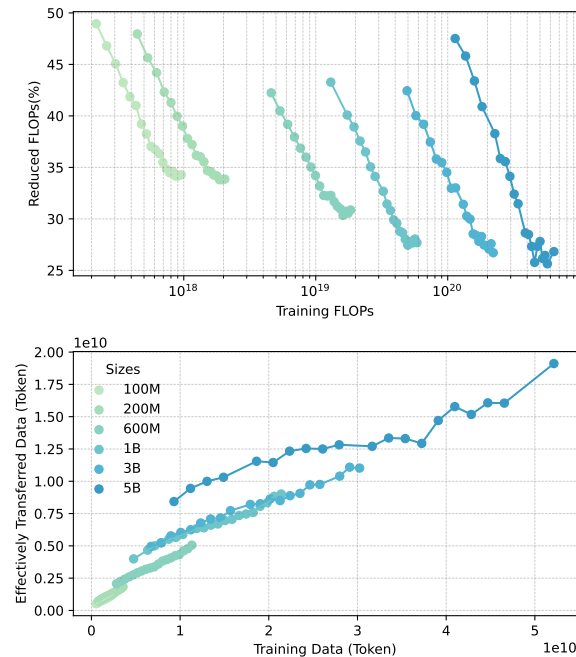 50
45
40
35
30
25
Reduced FLOPs(%)
10^18
10^19
10^20
Training FLOPs
1e10
2.00
1.75
1.50
1.25
1.00
0.75
0.50
0.25
0.00
Effectively Transferred Data (Token)
Sizes
100M
200M
600M
1B
3B
5B
0
1
2
3
4
5
1e10
Training Data (Token)